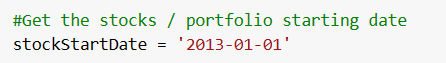 #Get the stocks / portfolio starting date
stockStartDate = '2013-01-01'